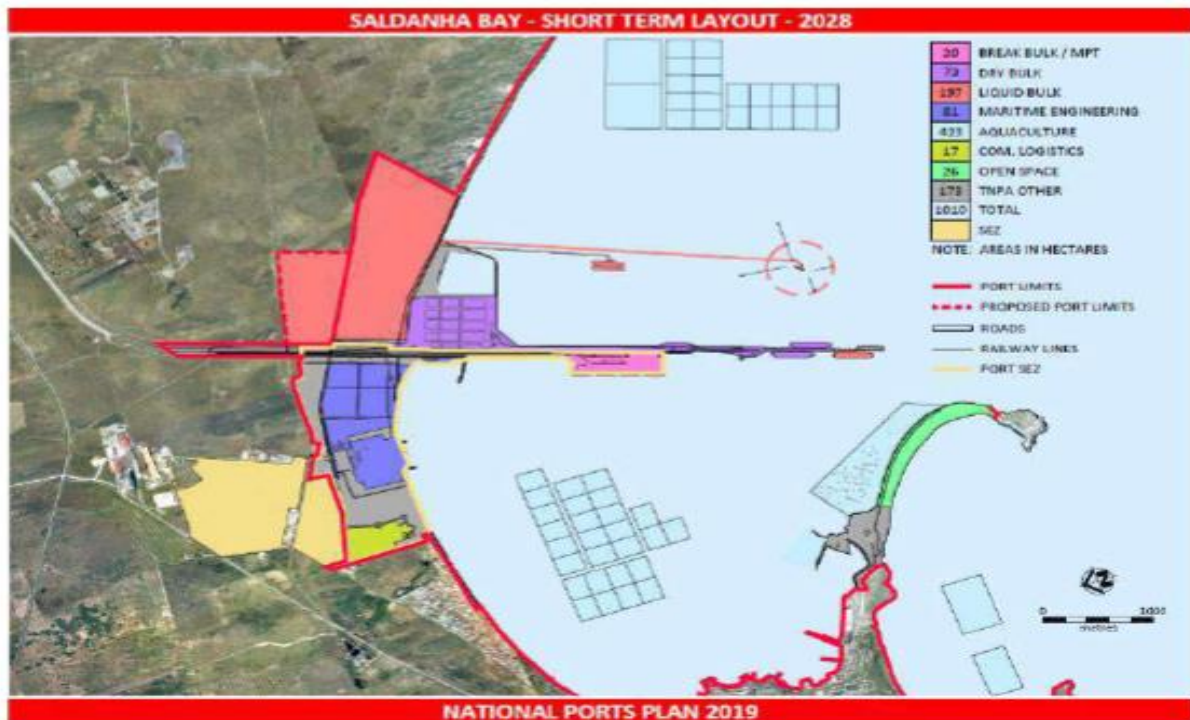 SALDANHA BAY - SHORT TERM LAYOUT - 2028
20 BREAK BULK / MPT
73 DRY BULK
197 LIQUID BULK
81 MARITIME ENGINEERING
423 AQUACULTURE
17 COM. LOGISTICS
26 OPEN SPACE
173 TNPA OTHER
1010 TOTAL
SEZ
NOTE: AREAS IN HECTARES
PORT LIMITS
PROPOSED PORT LIMITS
ROADS
RAILWAY LINES
PORT SEZ
0 1000
metres
NATIONAL PORTS PLAN 2019